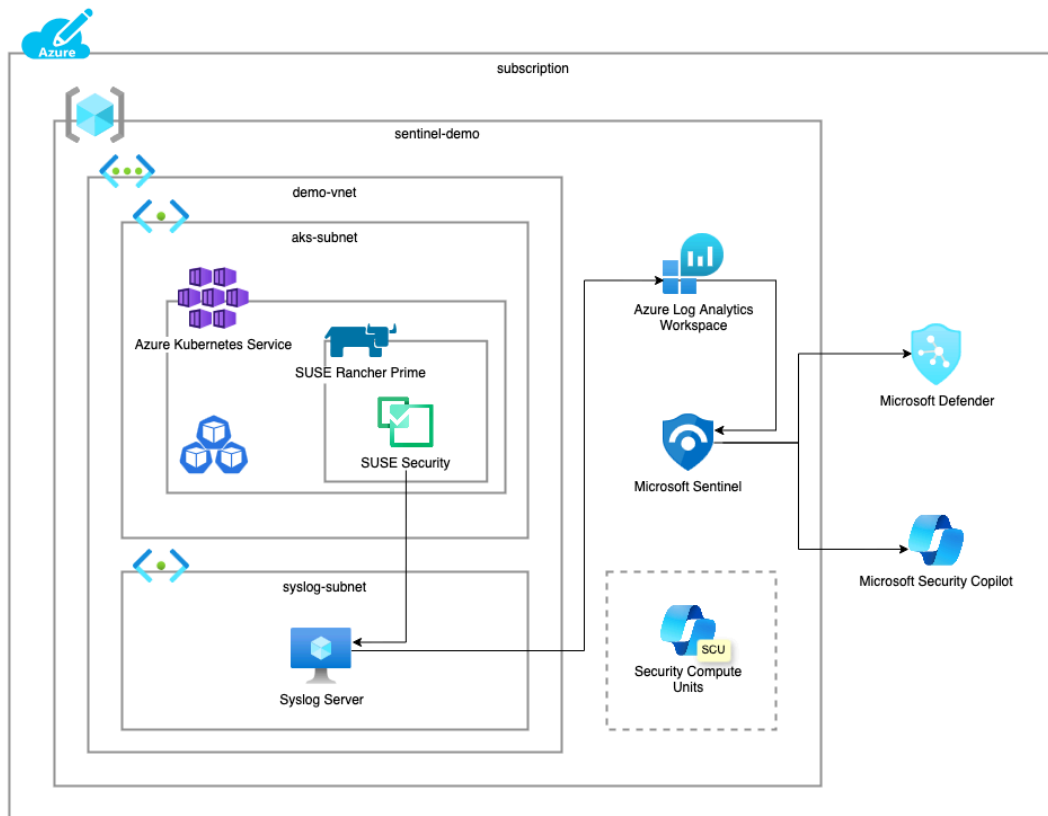 Azure
subscription
sentinel-demo
demo-vnet
aks-subnet
Azure Kubernetes Service
SUSE Rancher Prime
SUSE Security
Azure Log Analytics
Workspace
Microsoft Defender
Microsoft Sentinel
Microsoft Security Copilot
syslog-subnet
Syslog Server
SCU
Security Compute
Units